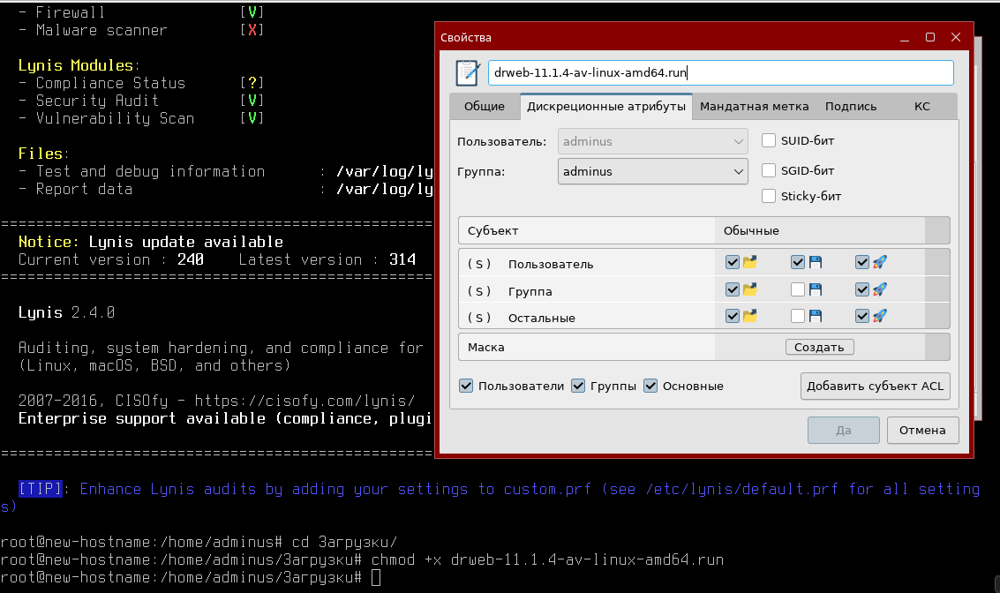 - Firewall [V]
- Malware scanner [X]
Lynis Modules:
- Compliance Status [?]
- Security Audit [V]
- Vulnerability Scan [V]
Files:
- Test and debug information : /var/log/ly
- Report data : /var/log/ly
Notice: Lynis update available
Current version : 240 Latest version : 314
Lynis 2.4.0
Auditing, system hardening, and compliance for
(Linux, macOS, BSD, and others)
2007-2016, CISOfy - https://cisofy.com/lynis/
Enterprise support available (compliance, plugi
[TIP]: Enhance Lynis audits by adding your settings to custom.prf (see /etc/lynis/default.prf for all setting
s)
root@new-hostname:/home/adminus# cd Загрузки/
root@new-hostname:/home/adminus/Загрузки# chmod +x drweb-11.1.4-av-linux-amd64.run
root@new-hostname:/home/adminus/Загрузки#
Свойства
drweb-11.1.4-av-linux-amd64.run
Общие Дискреционные атрибуты Мандатная метка Подпись КС
Пользователь: adminus SUID-бит
Группа: adminus SGID-бит
Sticky-бит
Субъект Обычные
(S) Пользователь
(S) Группа
(S) Остальные
Маска Создать
Пользователи Группы Основные Добавить субъект ACL
Да Отмена